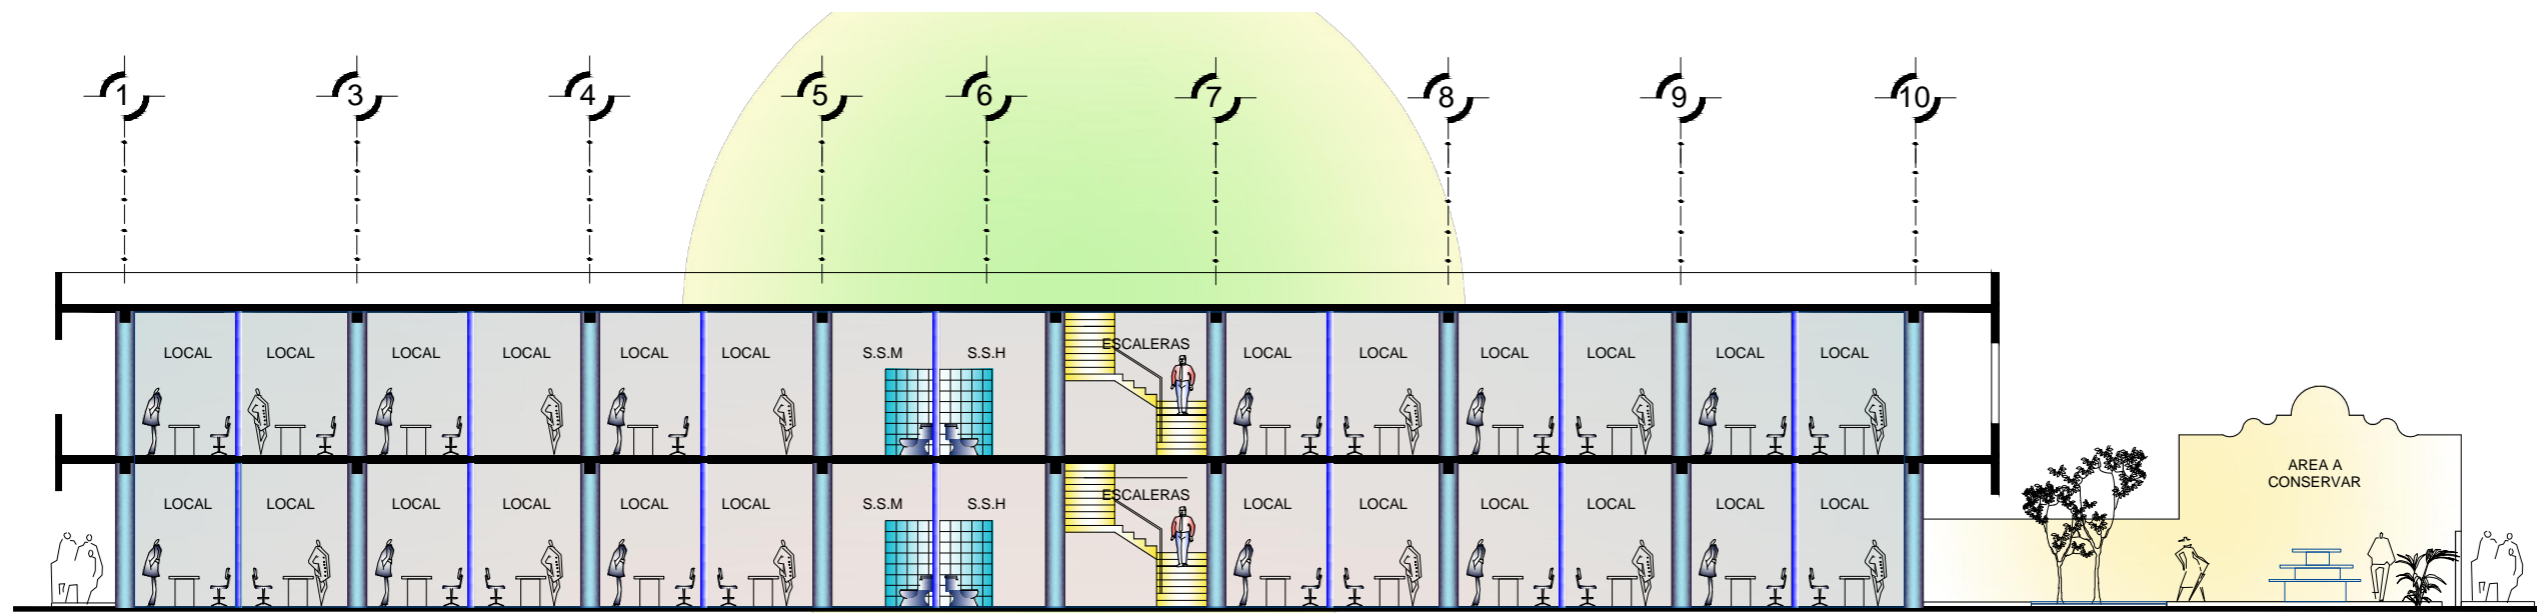 1 3 4 5 6 7 8 9 10
LOCAL LOCAL LOCAL LOCAL LOCAL LOCAL S.S.M S.S.H ESCALERAS LOCAL LOCAL LOCAL LOCAL LOCAL LOCAL
AREA A
CONSERVAR
LOCAL LOCAL LOCAL LOCAL LOCAL LOCAL S.S.M S.S.H ESCALERAS LOCAL LOCAL LOCAL LOCAL LOCAL LOCAL